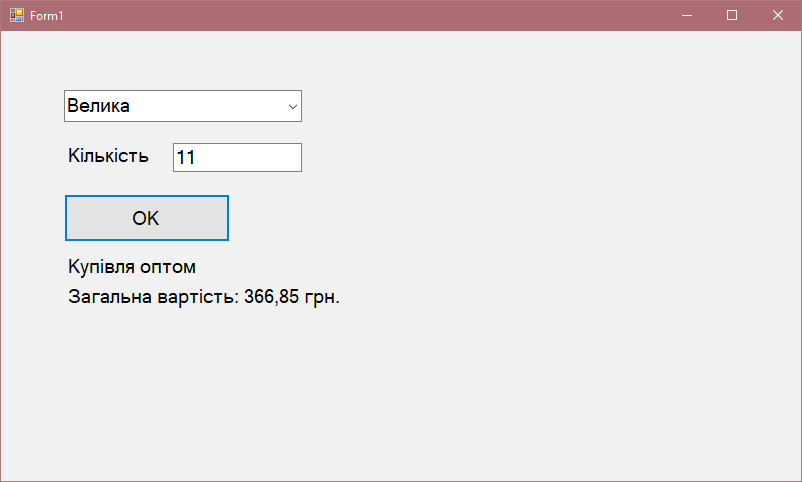 Form1
Велика
Кількість 11
OK
Купівля оптом
Загальна вартість: 366,85 грн.